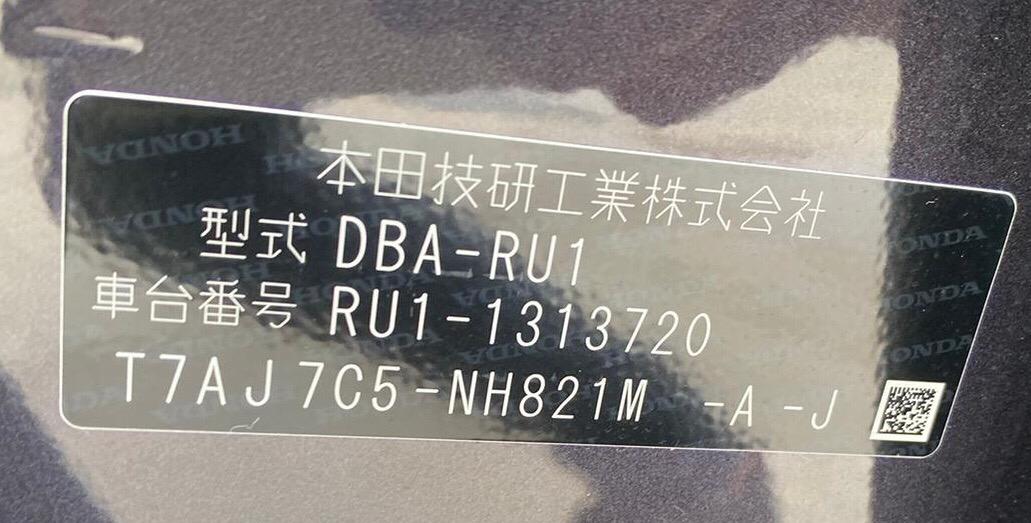 本田技研工業株式会社
型式 DBA-RU1
車台番号 RU1-1313720
T7AJ7C5-NH821M -A -J